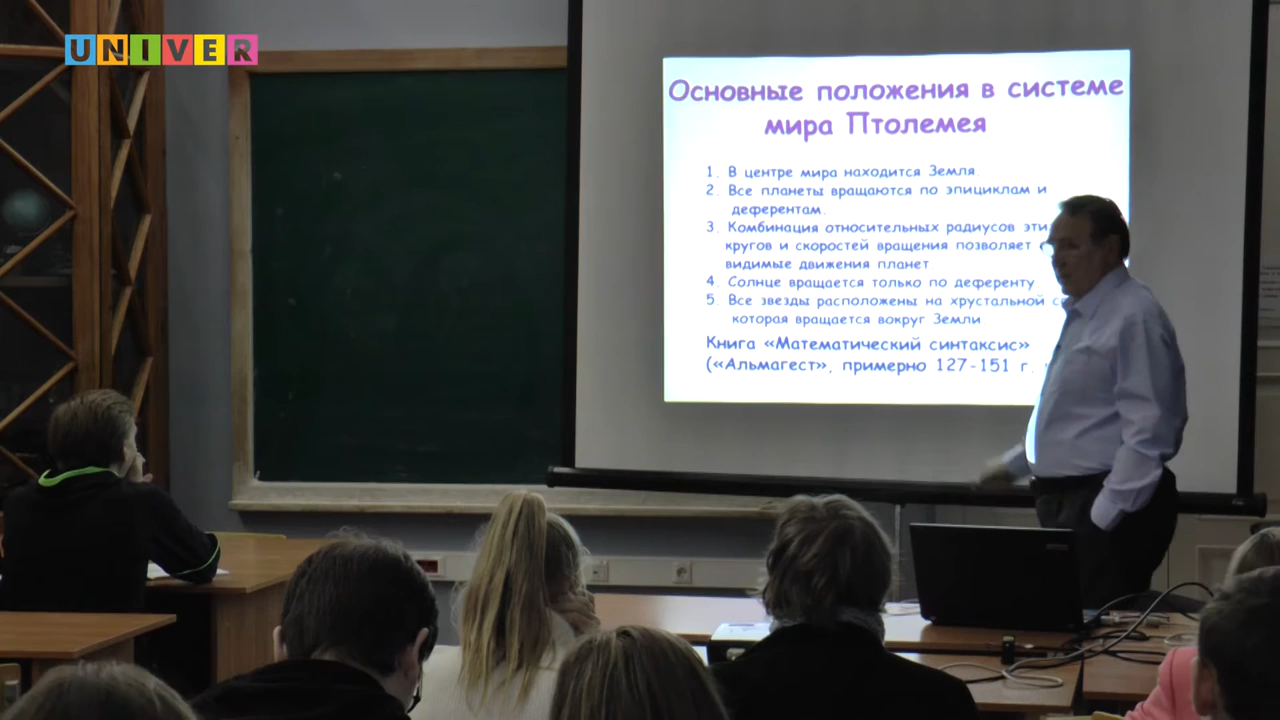 UNIVER
Основные положения в системе
мира Птолемея
1. В центре мира находится Земля
2. Все планеты вращаются по эпициклам и
деферентам.
3. Комбинация относительных радиусов
кругов и скоростей вращения позволяет
видимые движения планет
4. Солнце вращается только по деференту
5. Все звезды расположены на хрустальной
которая вращается вокруг Земли
Книга «Математический синтаксис»
(«Альмагест», примерно 127-151 г.